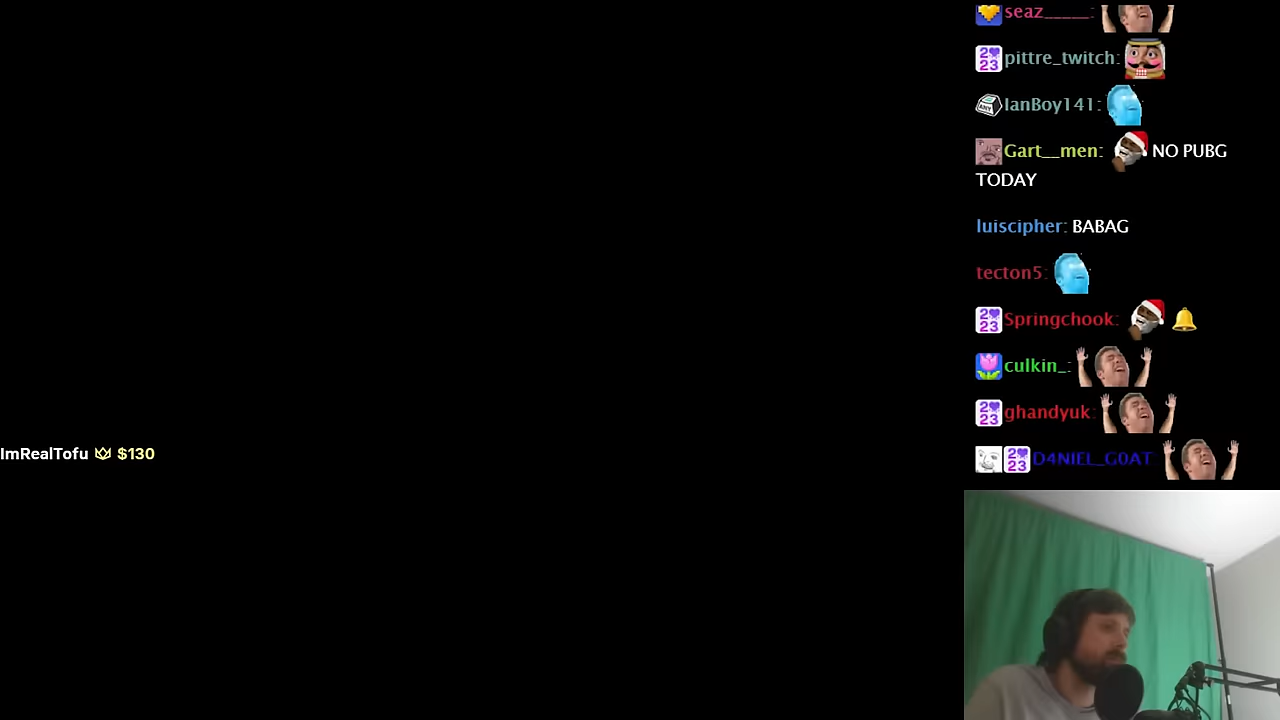 seaz_____:
pittre_twitch:
IanBoy141:
Gart__men: NO PUBG
TODAY
luiscipher: BABAG
tecton5:
Springchook:
culkin_:
ghandyuk:
ImRealTofu $130
D4NIEL_G0AT